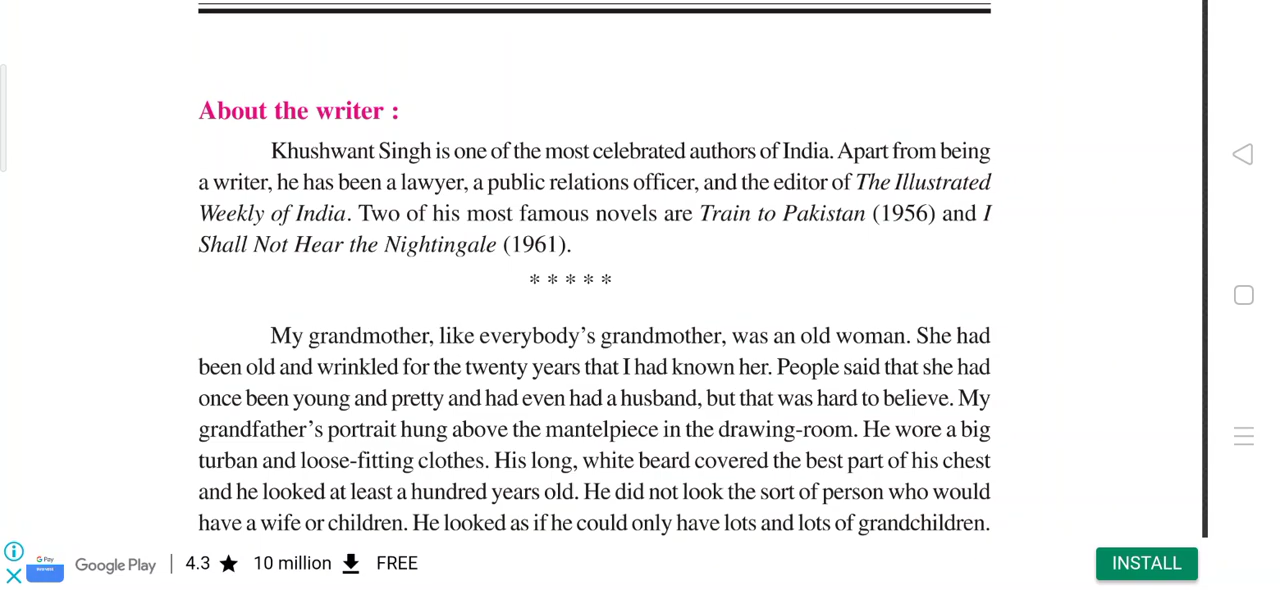 About the writer :
Khushwant Singh is one of the most celebrated authors of India. Apart from being
a writer, he has been a lawyer, a public relations officer, and the editor of The Illustrated
Weekly of India. Two of his most famous novels are Train to Pakistan (1956) and I
Shall Not Hear the Nightingale (1961).
* * * * *
My grandmother, like everybody’s grandmother, was an old woman. She had
been old and wrinkled for the twenty years that I had known her. People said that she had
once been young and pretty and had even had a husband, but that was hard to believe. My
grandfather’s portrait hung above the mantelpiece in the drawing-room. He wore a big
turban and loose-fitting clothes. His long, white beard covered the best part of his chest
and he looked at least a hundred years old. He did not look the sort of person who would
have a wife or children. He looked as if he could only have lots and lots of grandchildren.
G Pay
Google Play | 4.3 ★ 10 million FREE INSTALL